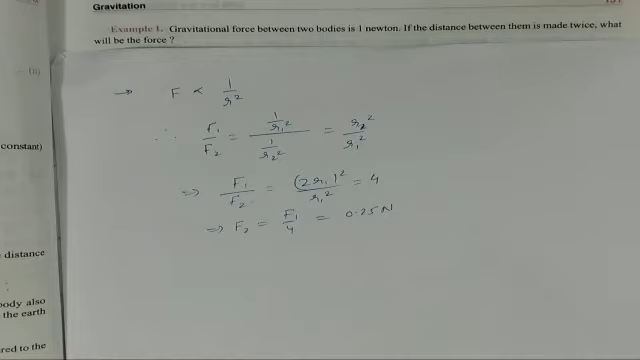 Gravitation
Example 1. Gravitational force between two bodies is 1 newton. If the distance between them is made twice, what
will be the force ?
(ii)
constant)
distance
body also
the earth
red to the
→ F ∝ 1/r²
∴ F₁/F₂ = (1/r₁²)/(1/r₂²) = r₂²/r₁²
⇒ F₁/F₂ = (2r₁)²/r₁² = 4
⇒ F₂ = F₁/4 = 0.25 N